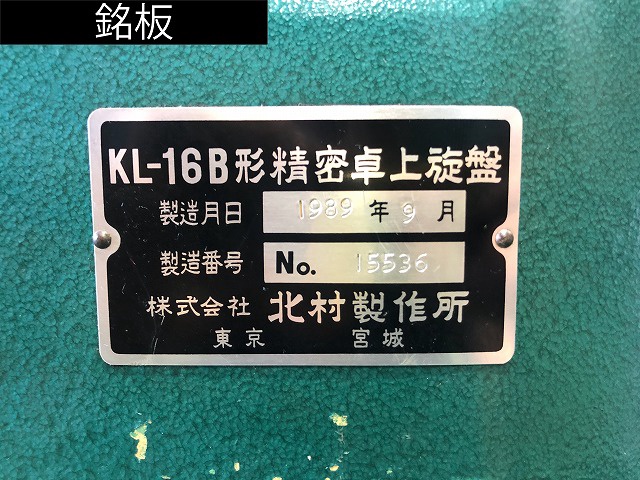 銘板
KL-16B形精密卓上旋盤
製造月日 1989 年 9 月
製造番号 No. 15536
株式会社 北村製作所
東京 宮城